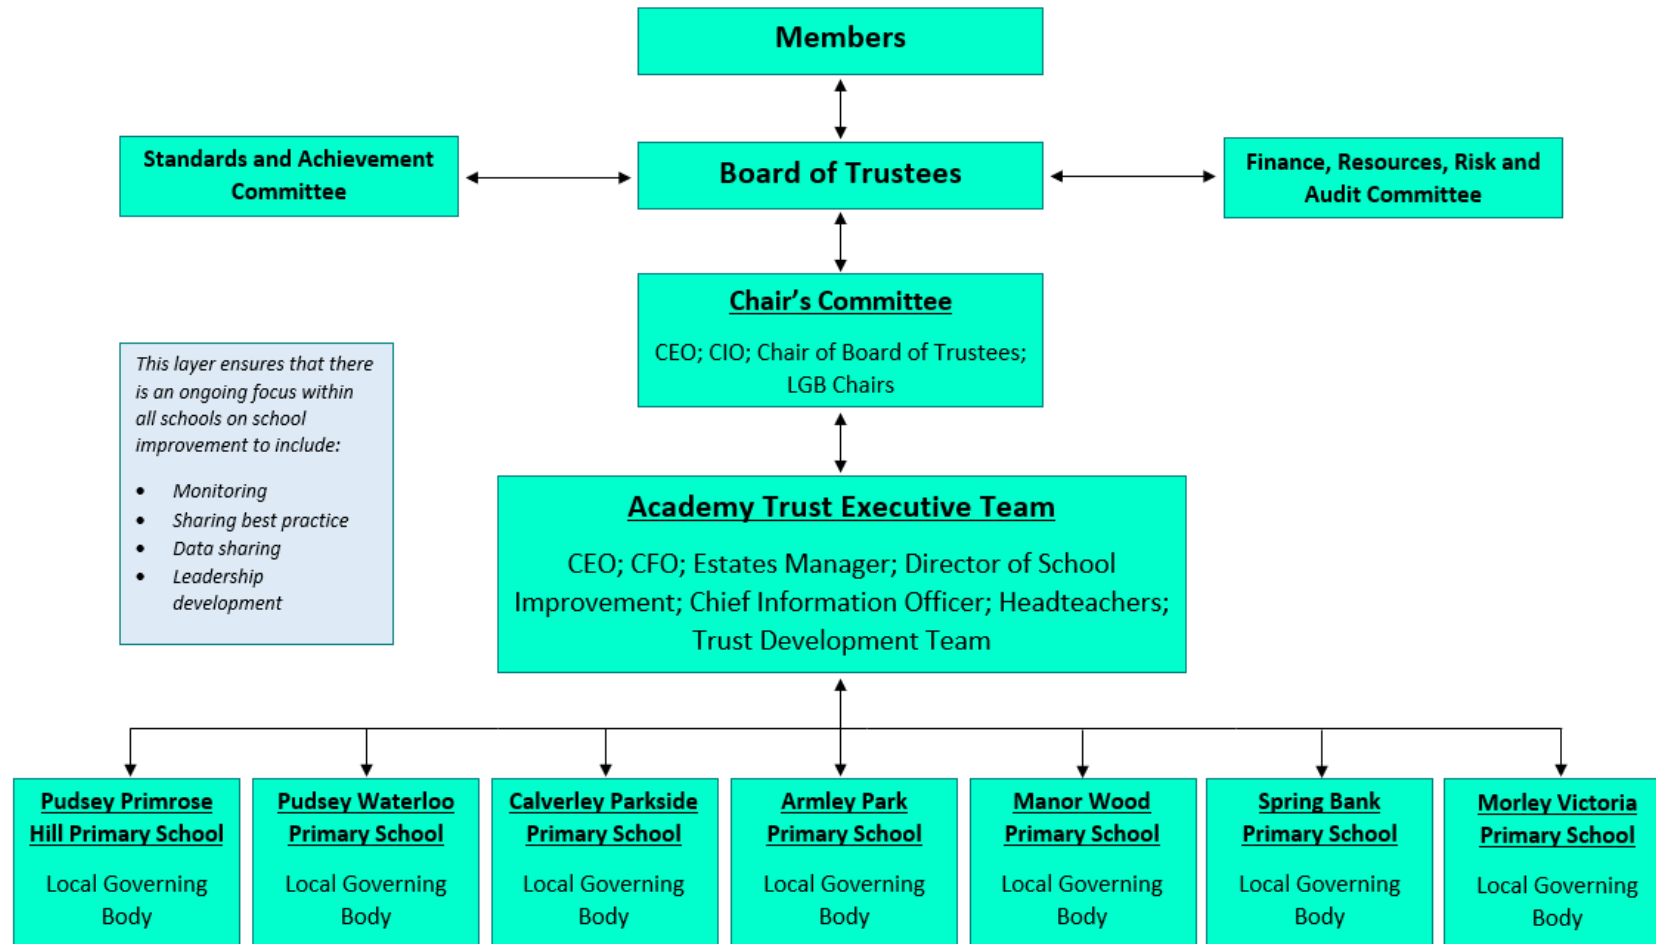 Members
Standards and Achievement
Committee
Board of Trustees
Finance, Resources, Risk and
Audit Committee
Chair’s Committee
CEO; CIO; Chair of Board of Trustees;
LGB Chairs
This layer ensures that there
is an ongoing focus within
all schools on school
improvement to include:
• Monitoring
• Sharing best practice
• Data sharing
• Leadership
development
Academy Trust Executive Team
CEO; CFO; Estates Manager; Director of School
Improvement; Chief Information Officer; Headteachers;
Trust Development Team
Pudsey Primrose
Hill Primary School
Local Governing
Body
Pudsey Waterloo
Primary School
Local Governing
Body
Calverley Parkside
Primary School
Local Governing
Body
Armley Park
Primary School
Local Governing
Body
Manor Wood
Primary School
Local Governing
Body
Spring Bank
Primary School
Local Governing
Body
Morley Victoria
Primary School
Local Governing
Body